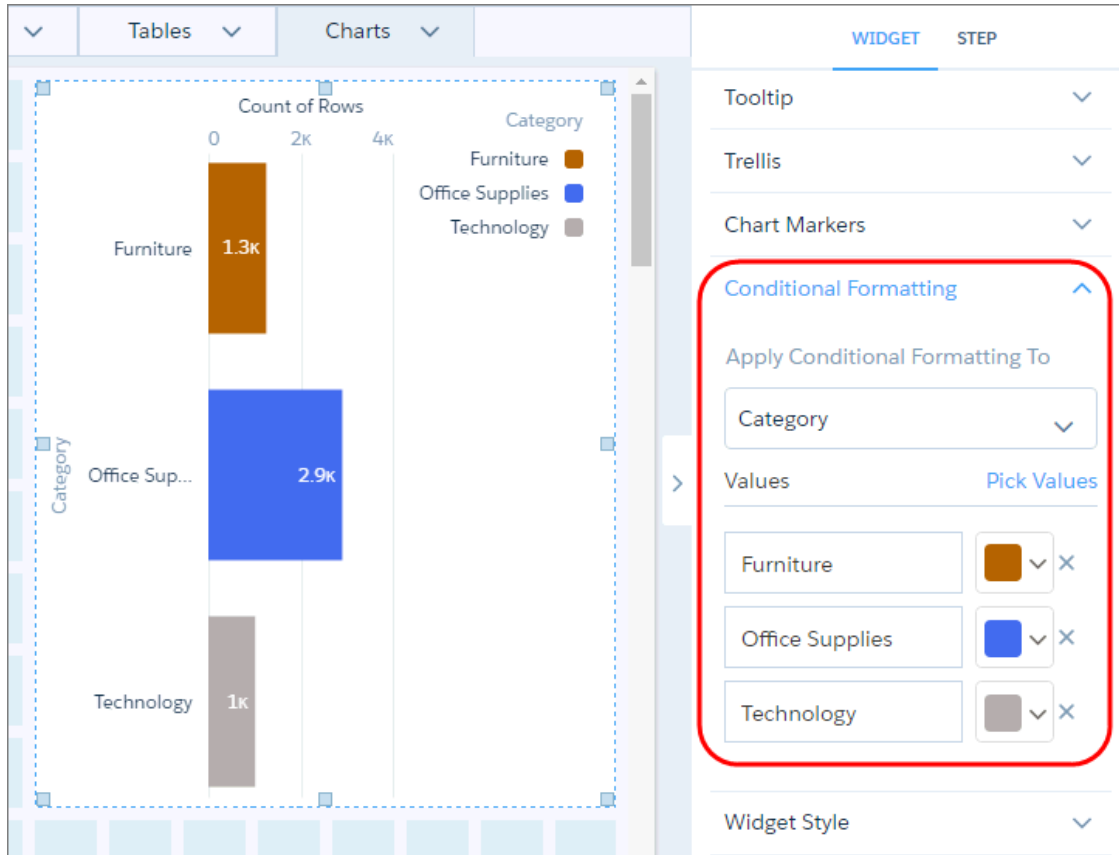 Tables
Charts
WIDGET
STEP
Count of Rows
0
2K
4K
Category
Furniture
Office Supplies
Technology
Category
Furniture
1.3K
Office Sup...
2.9K
Technology
1K
Tooltip
Trellis
Chart Markers
Conditional Formatting
Apply Conditional Formatting To
Category
Values
Pick Values
Furniture
Office Supplies
Technology
Widget Style